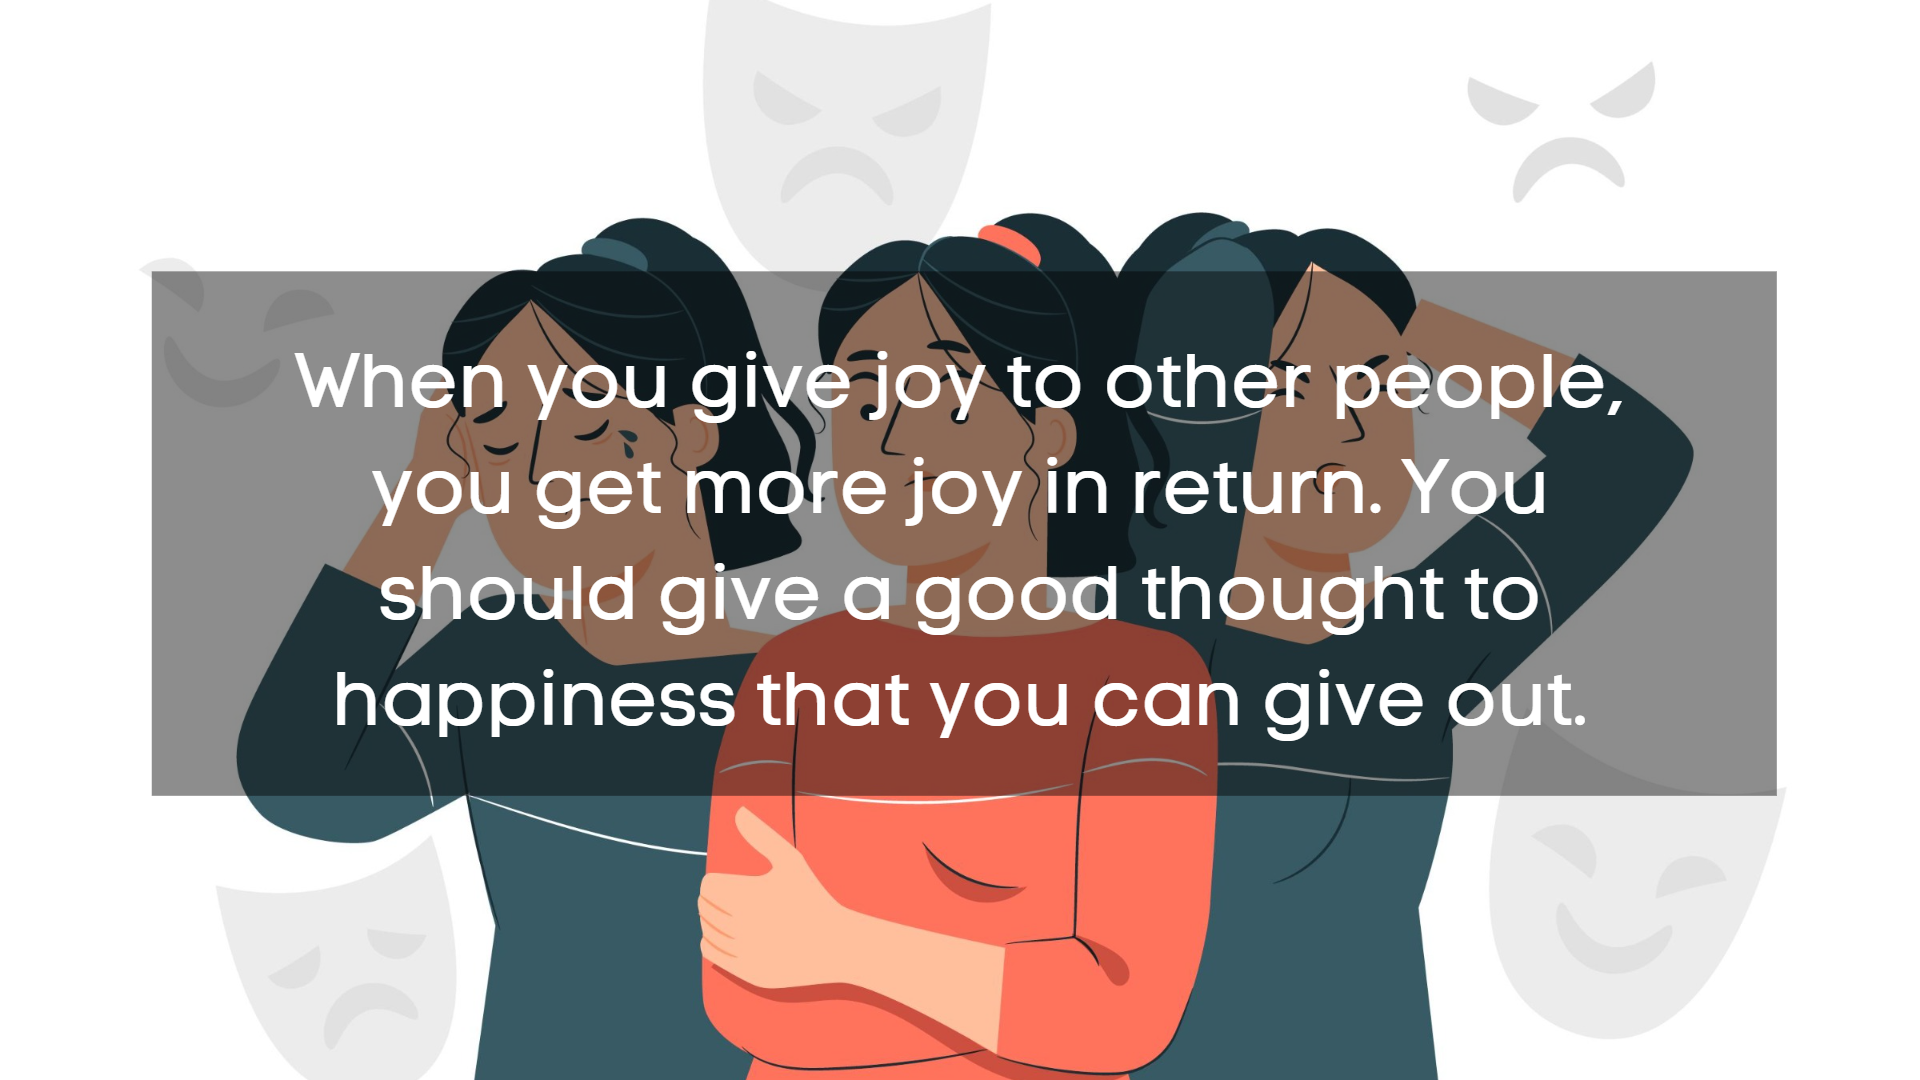 When you give joy to other people,
you get more joy in return. You
should give a good thought to
happiness that you can give out.